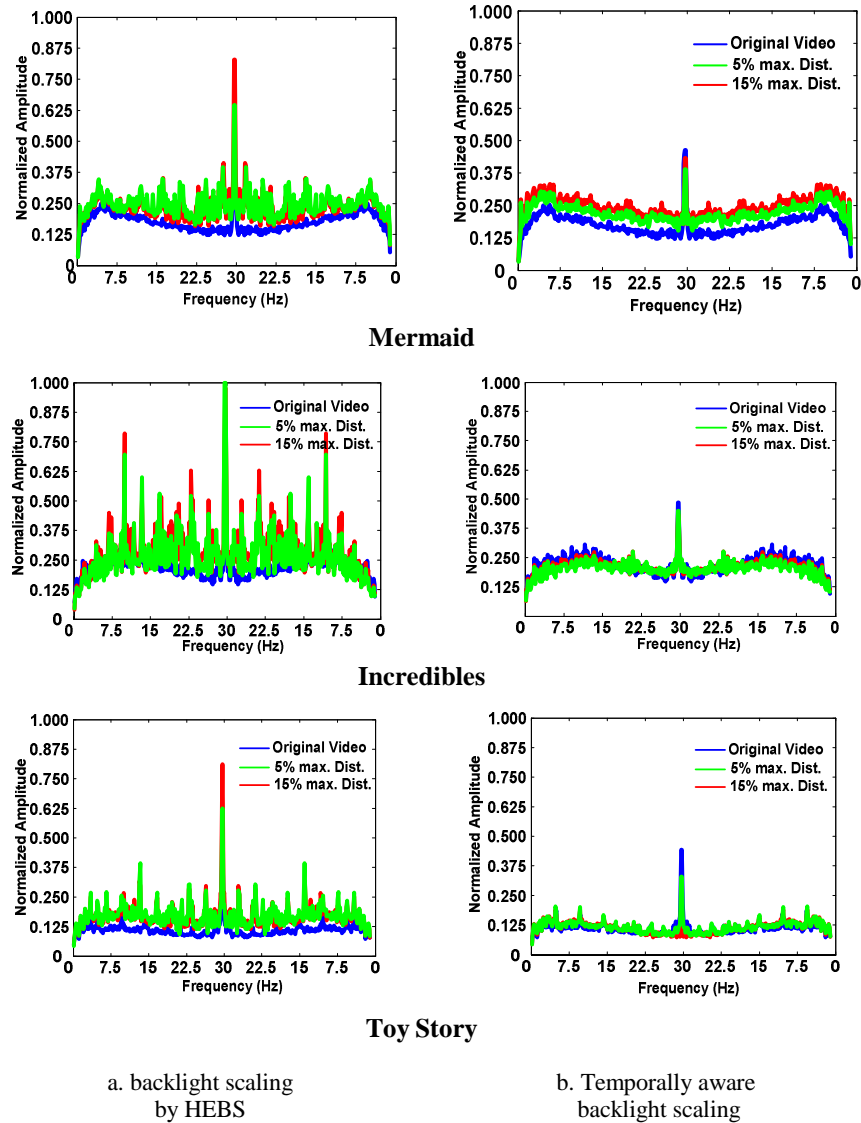 1.000
0.875
0.750
0.625
0.500
0.375
0.250
0.125
0
Normalized Amplitude
0 7.5 15 22.5 30 22.5 15 7.5 0
Frequency (Hz)
1.000
0.875
0.750
0.625
0.500
0.375
0.250
0.125
0
Normalized Amplitude
Original Video
5% max. Dist.
15% max. Dist.
0 7.5 15 22.5 30 22.5 15 7.5 0
Frequency (Hz)
Mermaid
1.000
0.875
0.750
0.625
0.500
0.375
0.250
0.125
0
Normalized Amplitude
Original Video
5% max. Dist.
15% max. Dist.
0 7.5 15 22.5 30 22.5 15 7.5 0
Frequency (Hz)
1.000
0.875
0.750
0.625
0.500
0.375
0.250
0.125
Normalized Amplitude
Original Video
5% max. Dist.
15% max. Dist.
0 7.5 15 22.5 30 22.5 15 7.5 0
Frequency (Hz)
Incredibles
1.000
0.875
0.750
0.625
0.500
0.375
0.250
0.125
0
Normalized Amplitude
Original Video
5% max. Dist.
15% max. Dist.
0 7.5 15 22.5 30 22.5 15 7.5 0
Frequency (Hz)
1.000
0.875
0.750
0.625
0.500
0.375
0.250
0.125
0
Normalized Amplitude
Original Video
5% max. Dist.
15% max. Dist.
0 7.5 15 22.5 30 22.5 15 7.5 0
Frequency (Hz)
Toy Story
a. backlight scaling
by HEBS
b. Temporally aware
backlight scaling